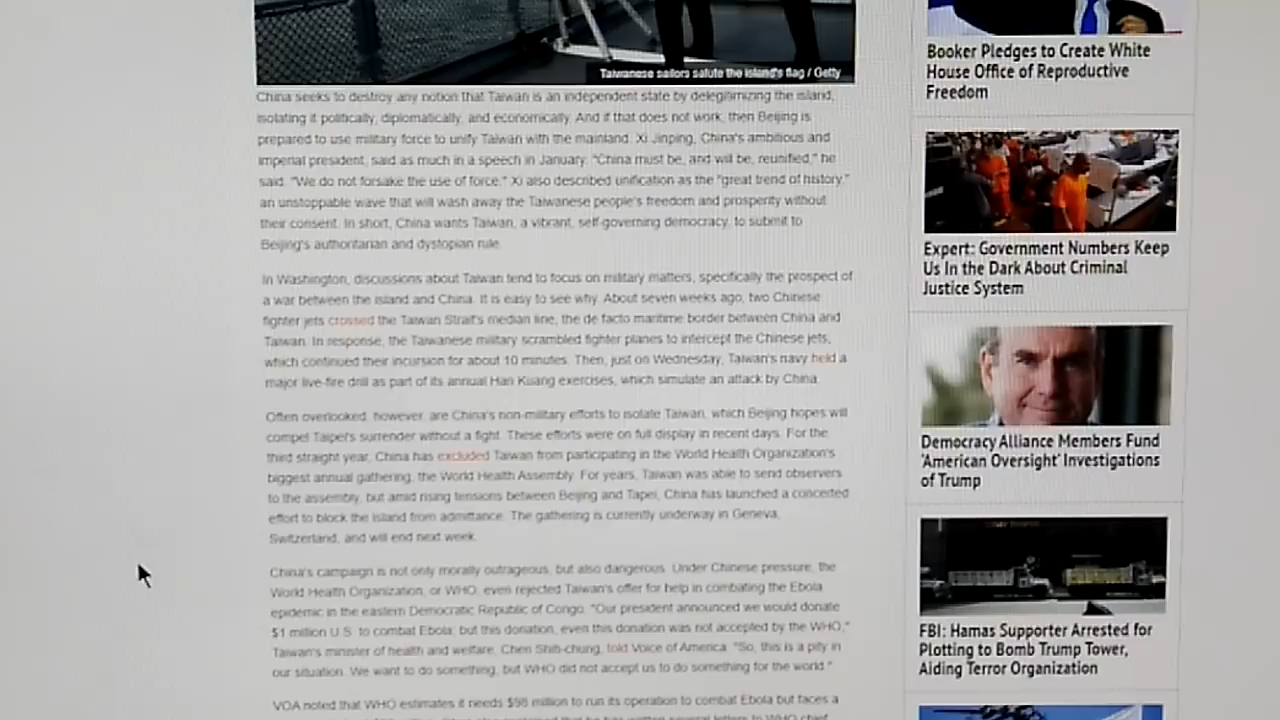 Taiwanese sailors salute the island's flag / Getty
China seeks to destroy any notion that Taiwan is an independent state by delegitimizing the island,
isolating it politically, diplomatically, and economically. And if that does not work, then Beijing is
prepared to use military force to unify Taiwan with the mainland. Xi Jinping, China's ambitious and
imperial president, said as much in a speech in January. "China must be, and will be, reunified," he
said. "We do not forsake the use of force." Xi also described unification as the "great trend of history,"
an unstoppable wave that will wash away the Taiwanese people's freedom and prosperity without
their consent. In short, China wants Taiwan, a vibrant, self-governing democracy, to submit to
Beijing's authoritarian and dystopian rule.
In Washington, discussions about Taiwan tend to focus on military matters, specifically the prospect of
a war between the island and China. It is easy to see why. About seven weeks ago, two Chinese
fighter jets crossed the Taiwan Strait's median line, the de facto maritime border between China and
Taiwan. In response, the Taiwanese military scrambled fighter planes to intercept the Chinese jets,
which continued their incursion for about 10 minutes. Then, just on Wednesday, Taiwan's navy held a
major live-fire drill as part of its annual Han Kuang exercises, which simulate an attack by China.
Often overlooked, however, are China's non-military efforts to isolate Taiwan, which Beijing hopes will
compel Taipei's surrender without a fight. These efforts were on full display in recent days. For the
third straight year, China has excluded Taiwan from participating in the World Health Organization's
biggest annual gathering, the World Health Assembly. For years, Taiwan was able to send observers
to the assembly, but amid rising tensions between Beijing and Tapei, China has launched a concerted
effort to block the island from admittance. The gathering is currently underway in Geneva,
Switzerland, and will end next week.
China's campaign is not only morally outrageous, but also dangerous. Under Chinese pressure, the
World Health Organization, or WHO, even rejected Taiwan's offer for help in combating the Ebola
epidemic in the eastern Democratic Republic of Congo. "Our president announced we would donate
$1 million U.S. to combat Ebola, but this donation, even this donation was not accepted by the WHO,"
Taiwan's minister of health and welfare, Chen Shih-chung, told Voice of America. "So, this is a pity in
our situation. We want to do something, but WHO did not accept us to do something for the world."
VOA noted that WHO estimates it needs $98 million to run its operation to combat Ebola but faces a
Booker Pledges to Create White
House Office of Reproductive
Freedom
Expert: Government Numbers Keep
Us In the Dark About Criminal
Justice System
Democracy Alliance Members Fund
'American Oversight' Investigations
of Trump
FBI: Hamas Supporter Arrested for
Plotting to Bomb Trump Tower,
Aiding Terror Organization